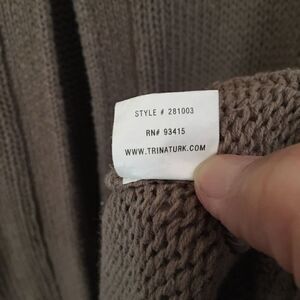 STYLE # 281003
RN# 93415
WWW.TRINATURK.COM